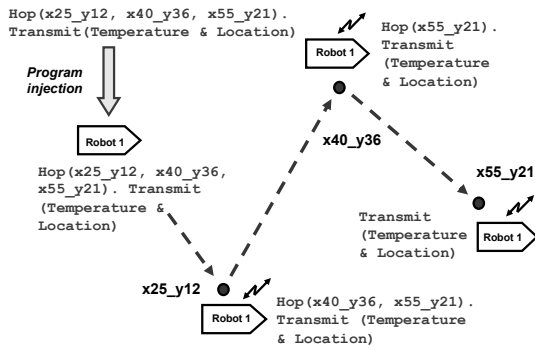 Hop(x25_y12, x40_y36, x55_y21).
Transmit(Temperature & Location)
Program
injection
Robot 1
Hop(x25_y12, x40_y36,
x55_y21). Transmit
(Temperature &
Location)
x25_y12
Robot 1
Hop(x40_y36, x55_y21).
Transmit (Temperature
& Location)
Robot 1
Hop(x55_y21).
Transmit
(Temperature
& Location)
x40_y36
x55_y21
Transmit
(Temperature
& Location)
Robot 1